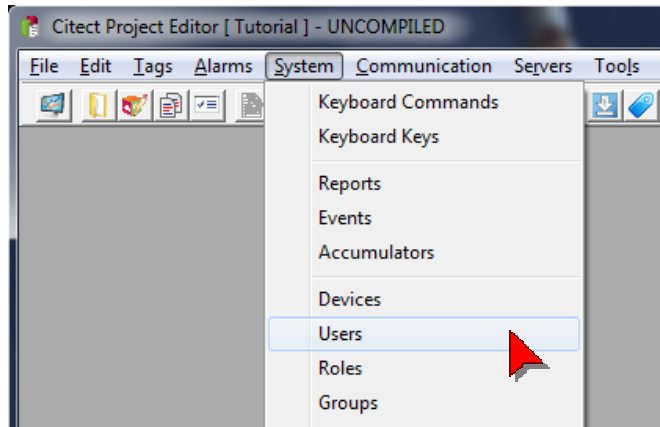 Citect Project Editor [ Tutorial ] - UNCOMPILED
File Edit Tags Alarms System Communication Servers Tools
Keyboard Commands
Keyboard Keys
Reports
Events
Accumulators
Devices
Users
Roles
Groups